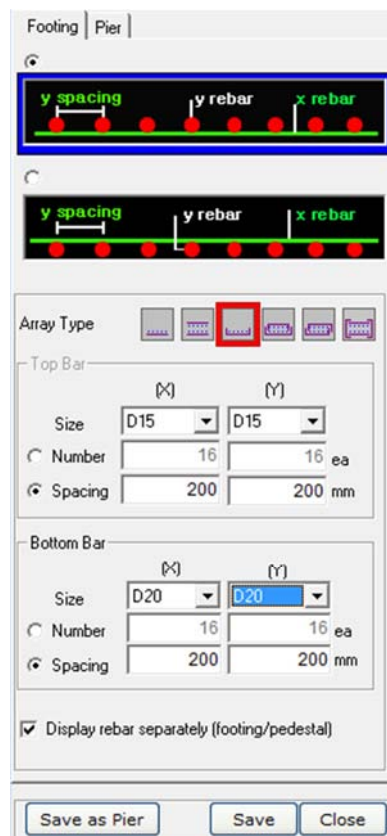 Footing Pier
y spacing y rebar x rebar
y spacing y rebar x rebar
Array Type
Top Bar
(X) (Y)
Size D15 D15
Number 16 16 ea
Spacing 200 200 mm
Bottom Bar
(X) (Y)
Size D20 D20
Number 16 16 ea
Spacing 200 200 mm
Display rebar separately (footing/pedestal)
Save as Pier Save Close